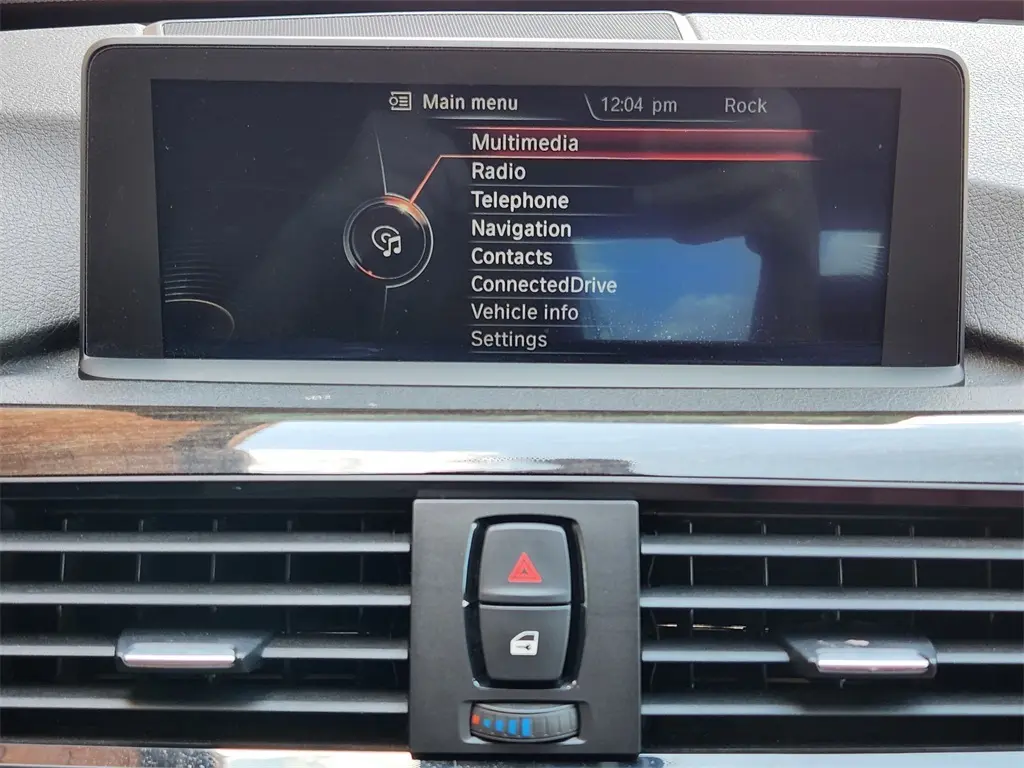 Main menu 12:04 pm Rock
Multimedia
Radio
Telephone
Navigation
Contacts
ConnectedDrive
Vehicle info
Settings